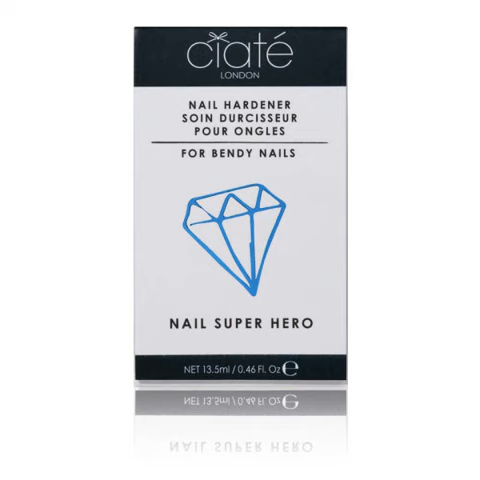 ciaté
LONDON
NAIL HARDENER
SOIN DURCISSEUR
POUR ONGLES
FOR BENDY NAILS
NAIL SUPER HERO
NET 13.5ml / 0.46 Fl. Oz ℮